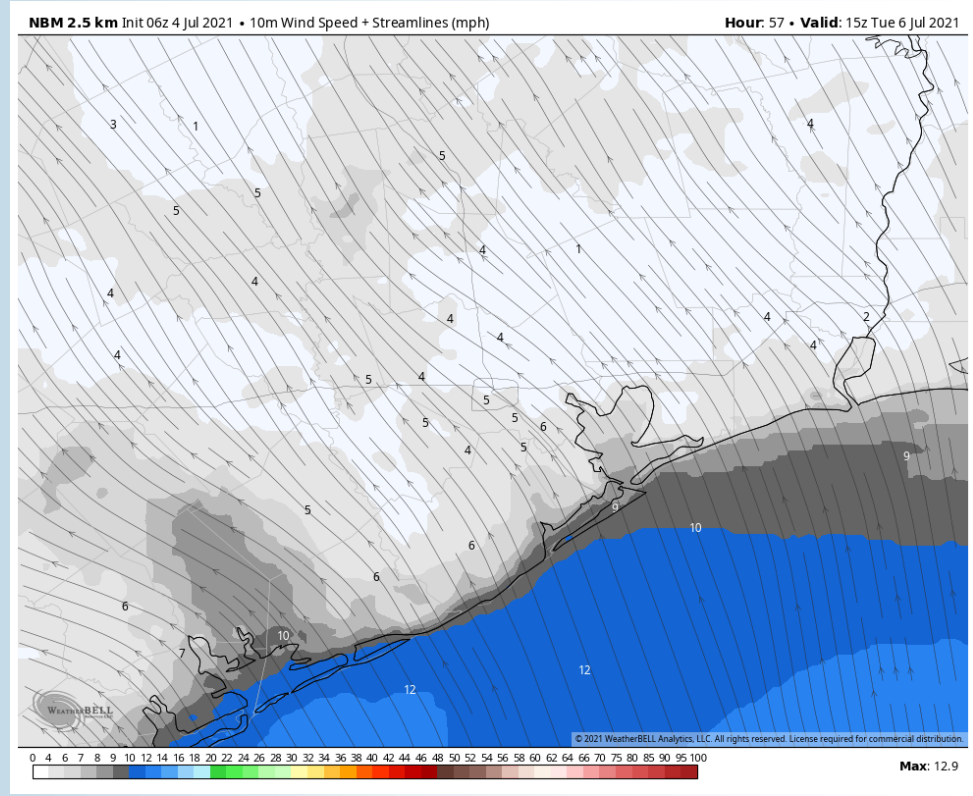 NBM 2.5 km Init 06z 4 Jul 2021 • 10m Wind Speed + Streamlines (mph) Hour: 57 • Valid: 15z Tue 6 Jul 2021
3 1 4
5
5 5
4 1
4 4
4 4 2
4 4
4
5 4
5
5 5 6
4 5
9
5 9
10
6
6
6
10
7
12
12
WEATHERBELL
© 2021 WeatherBELL Analytics, LLC. All rights reserved. License required for commercial distribution.
0 4 6 7 8 9 10 12 14 16 18 20 24 26 28 30 32 34 36 38 40 42 44 46 48 50 52 54 56 58 60 62 64 66 70 75 80 85 90 95 100
Max: 12.9